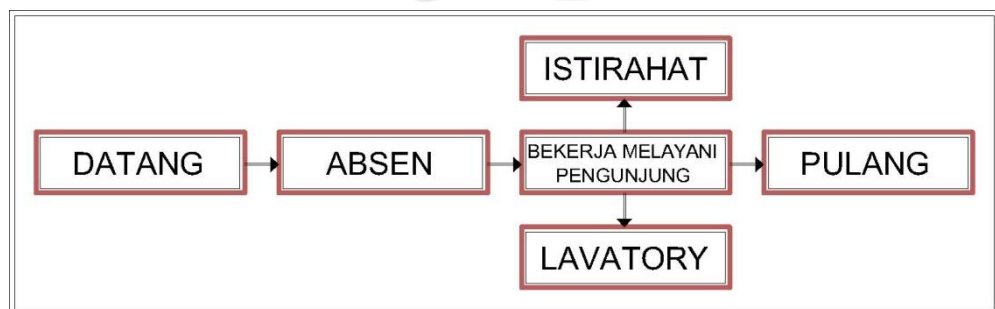 ISTIRAHAT
DATANG
ABSEN
BEKERJA MELAYANI
PENGUNJUNG
PULANG
LAVATORY